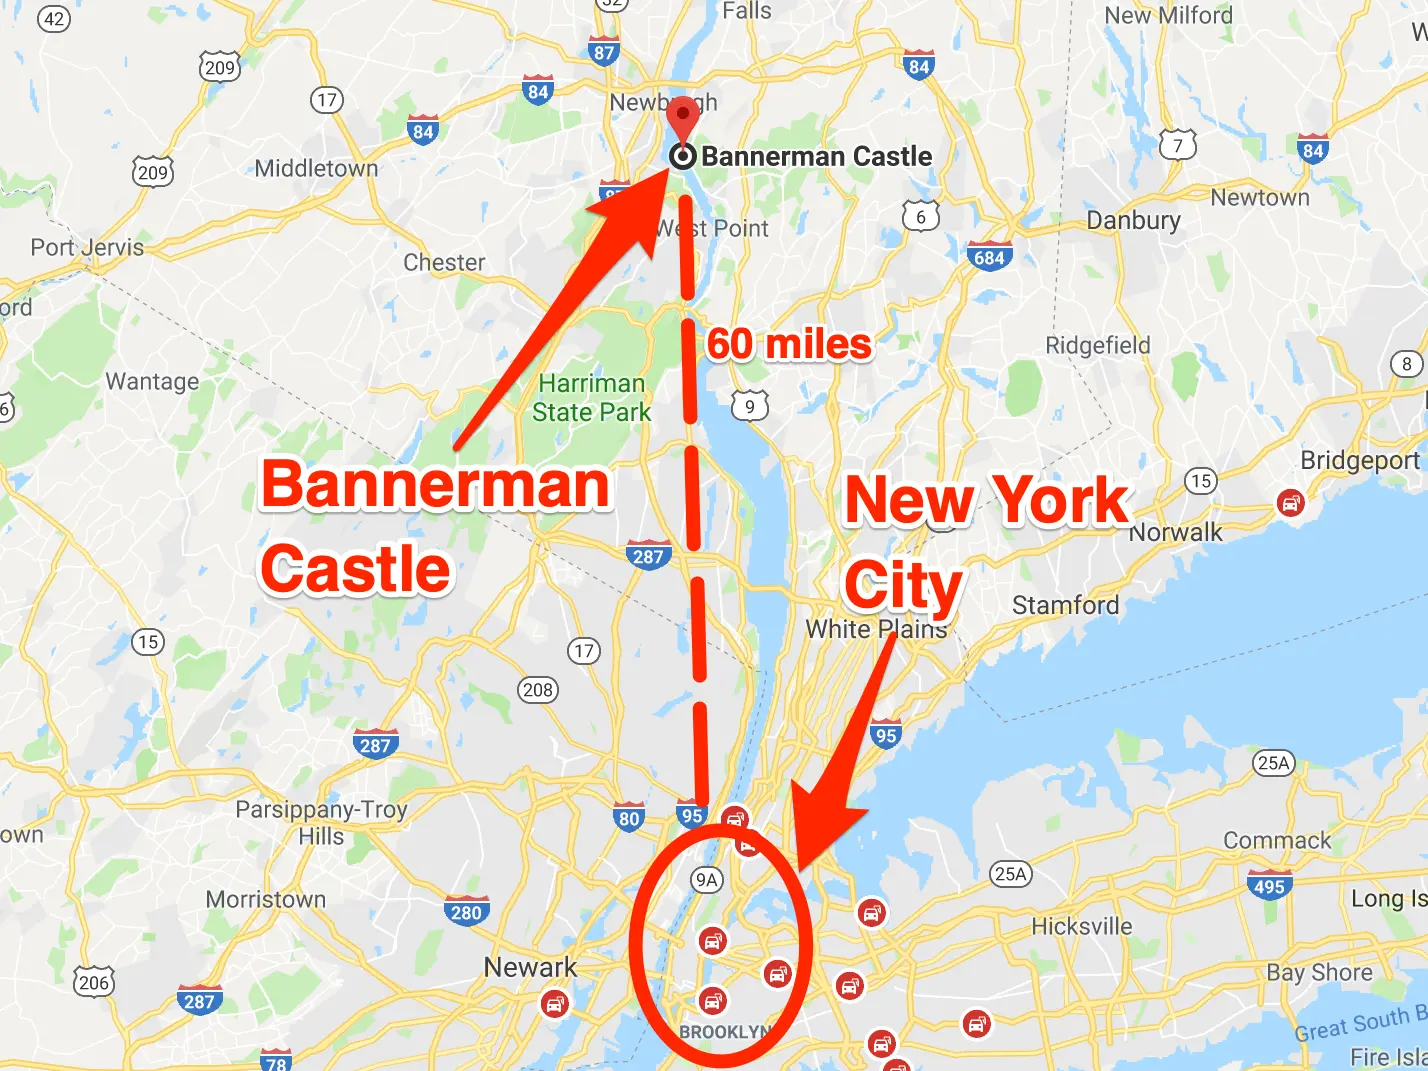 42
52
Falls
New Milford
209
87
84
84
17
Newburgh
84
7
84
Bannerman Castle
209
Middletown
Newtown
87
6
Danbury
West Point
Port Jervis
Chester
684
ord
60 miles
Ridgefield
8
Wantage
Harriman
State Park
6
9
Bridgeport
Bannerman
Castle
15
New York
City
Norwalk
287
Stamford
White Plains
15
17
208
287
95
25A
Parsippany-Troy
Hills
80
95
own
Commack
9A
25A
495
Morristown
280
Long Is
Hicksville
Newark
Bay Shore
206
287
BROOKLYN
Great South B
Fire Isla
78